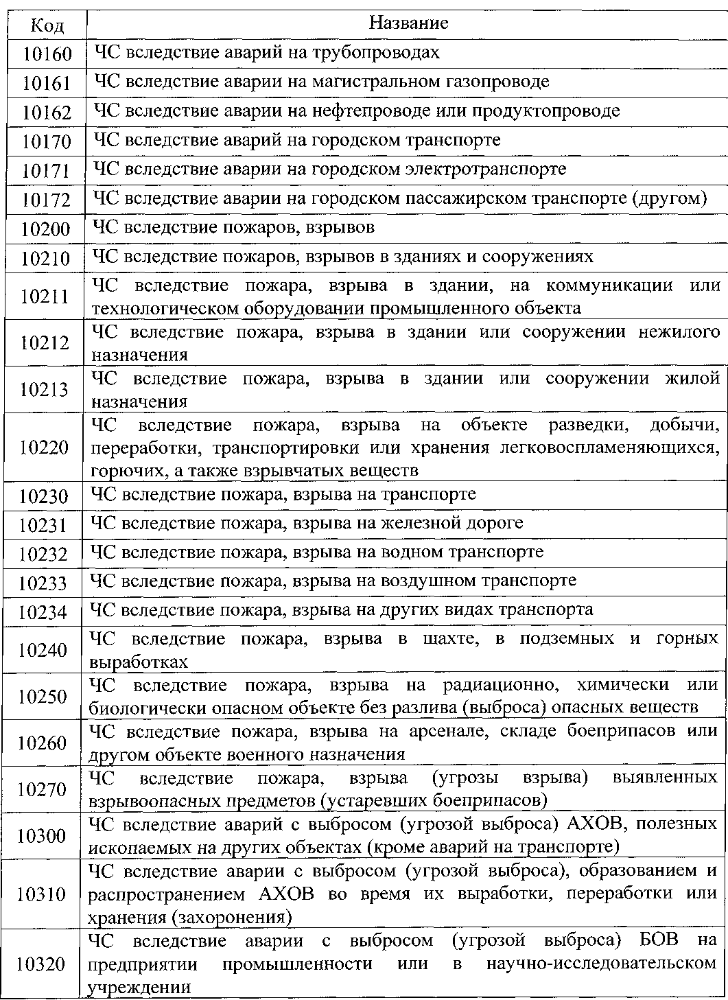 Код Название
10160 ЧС вследствие аварий на трубопроводах
10161 ЧС вследствие аварии на магистральном газопроводе
10162 ЧС вследствие аварии на нефтепроводе или продуктопроводе
10170 ЧС вследствие аварий на городском транспорте
10171 ЧС вследствие аварии на городском электротранспорте
10172 ЧС вследствие аварии на городском пассажирском транспорте (другом)
10200 ЧС вследствие пожаров, взрывов
10210 ЧС вследствие пожаров, взрывов в зданиях и сооружениях
10211 ЧС вследствие пожара, взрыва в здании, на коммуникации или
технологическом оборудовании промышленного объекта
10212 ЧС вследствие пожара, взрыва в здании или сооружении нежилого
назначения
10213 ЧС вследствие пожара, взрыва в здании или сооружении жилой
назначения
10220 ЧС вследствие пожара, взрыва на объекте разведки, добычи,
переработки, транспортировки или хранения легковоспламеняющихся,
горючих, а также взрывчатых веществ
10230 ЧС вследствие пожара, взрыва на транспорте
10231 ЧС вследствие пожара, взрыва на железной дороге
10232 ЧС вследствие пожара, взрыва на водном транспорте
10233 ЧС вследствие пожара, взрыва на воздушном транспорте
10234 ЧС вследствие пожара, взрыва на других видах транспорта
10240 ЧС вследствие пожара, взрыва в шахте, в подземных и горных
выработках
10250 ЧС вследствие пожара, взрыва на радиационно, химически или
биологически опасном объекте без разлива (выброса) опасных веществ
10260 ЧС вследствие пожара, взрыва на арсенале, складе боеприпасов или
другом объекте военного назначения
10270 ЧС вследствие пожара, взрыва (угрозы взрыва) выявленных
взрывоопасных предметов (устаревших боеприпасов)
10300 ЧС вследствие аварий с выбросом (угрозой выброса) АХОВ, полезных
ископаемых на других объектах (кроме аварий на транспорте)
10310 ЧС вследствие аварии с выбросом (угрозой выброса), образованием и
распространением АХОВ во время их выработки, переработки или
хранения (захоронения)
10320 ЧС вследствие аварии с выбросом (угрозой выброса) БОВ на
предприятии промышленности или в научно-исследовательском
учреждении